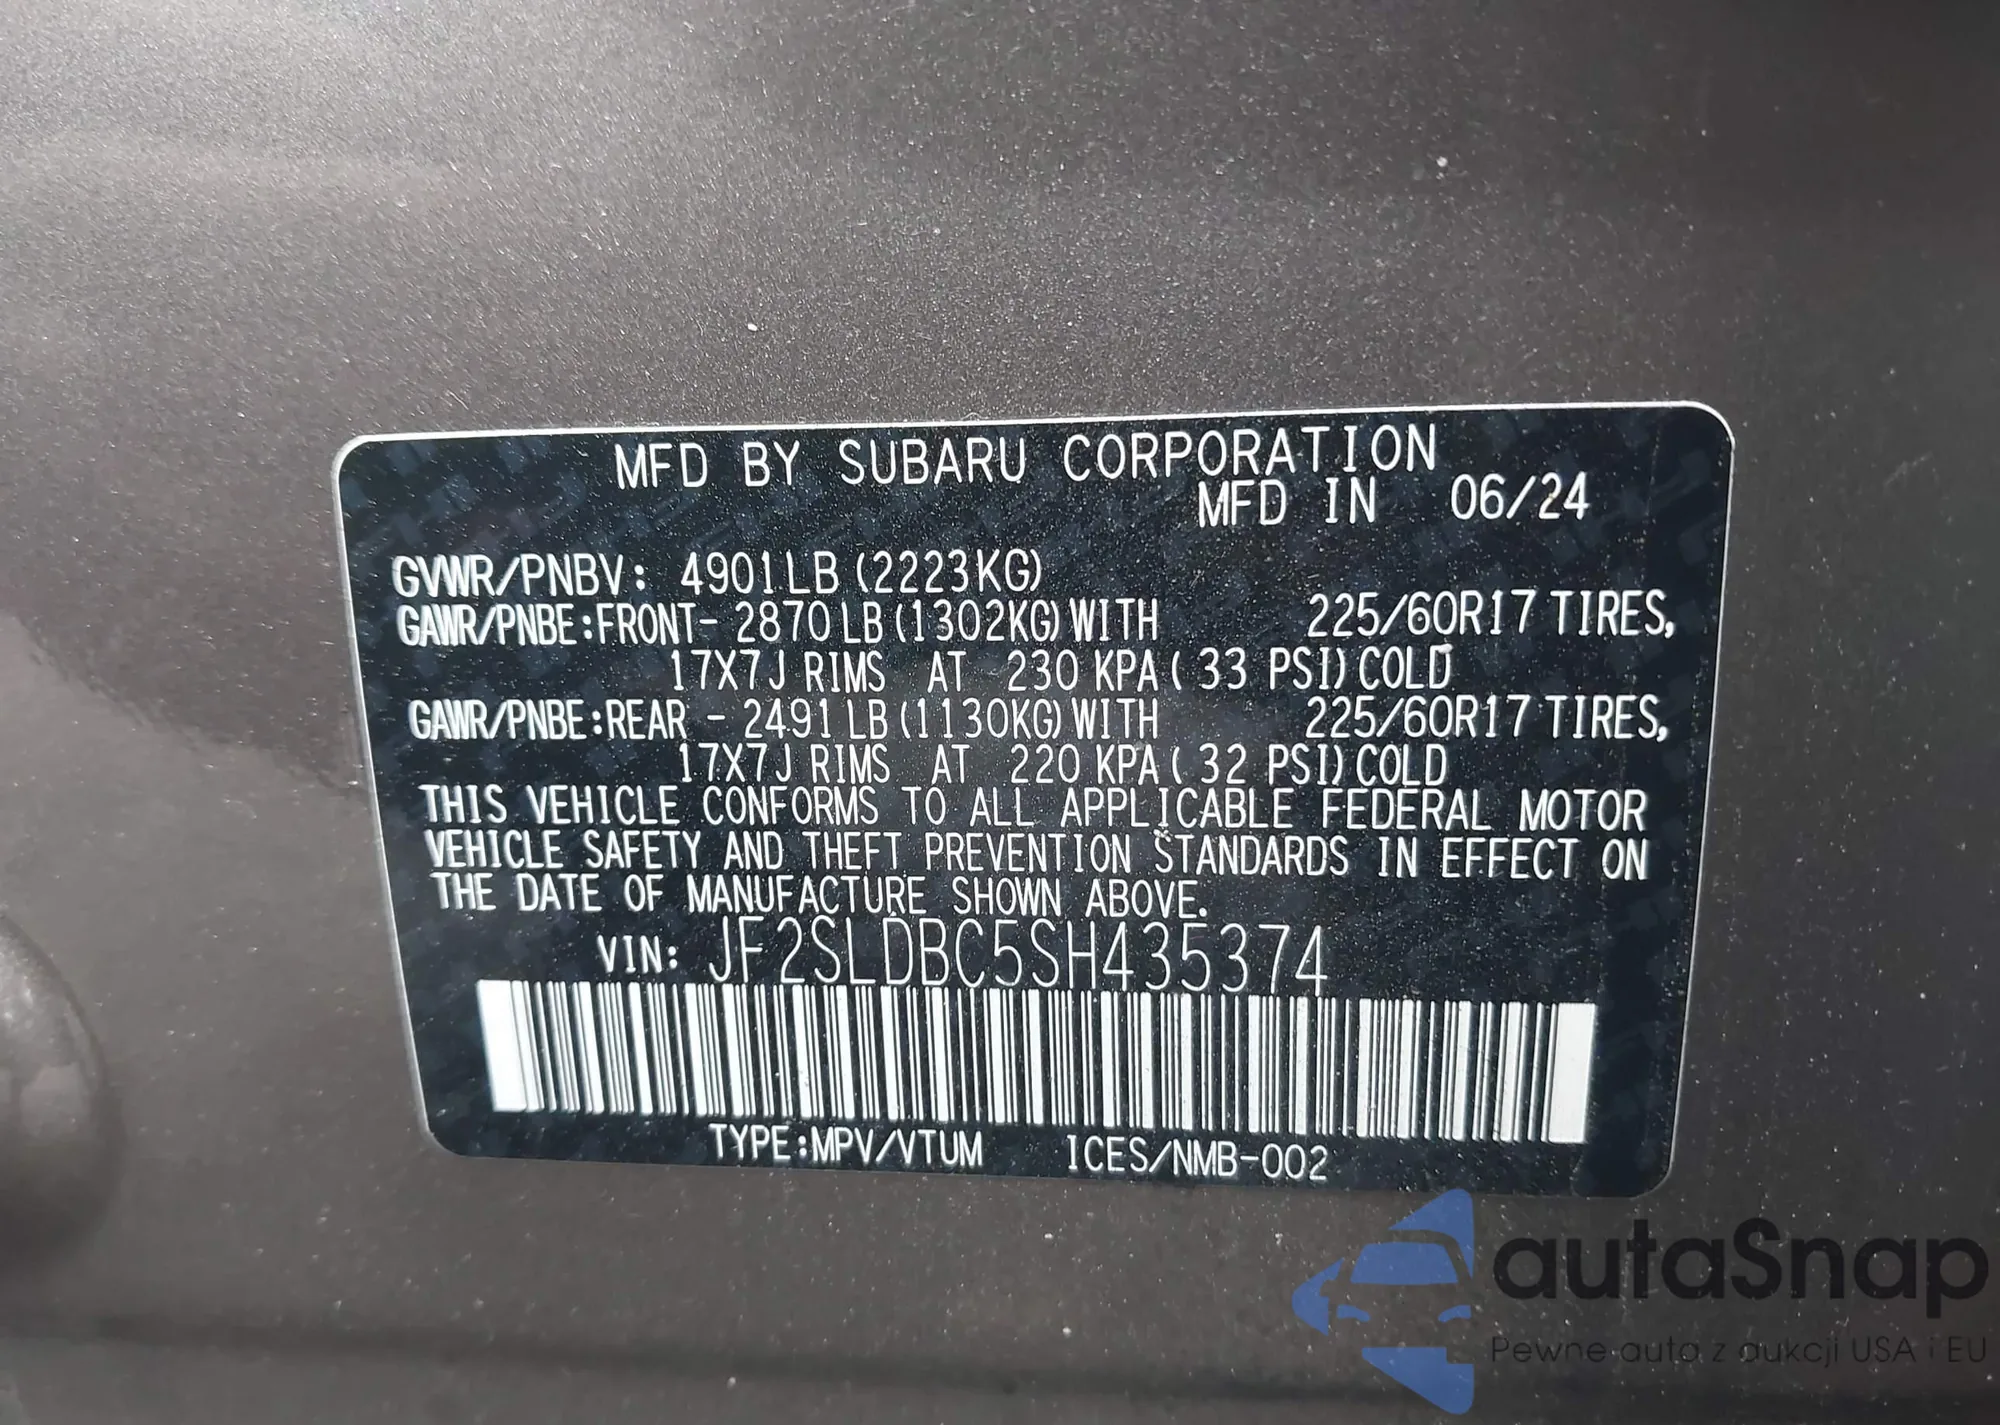 MFD BY SUBARU CORPORATION
MFD IN 06/24
GVWR/PNBV: 4901LB (2223KG)
GAWR/PNBE:FRONT- 2870LB(1302KG)WITH 225/60R17 TIRES,
17X7J RIMS AT 230 KPA( 33 PSI)COLD
GAWR/PNBE:REAR - 2491LB(1130KG)WITH 225/60R17 TIRES,
17X7J RIMS AT 220 KPA( 32 PSI)COLD
THIS VEHICLE CONFORMS TO ALL APPLICABLE FEDERAL MOTOR
VEHICLE SAFETY AND THEFT PREVENTION STANDARDS IN EFFECT ON
THE DATE OF MANUFACTURE SHOWN ABOVE.
VIN: JF2SLDBC5SH435374
TYPE:MPV/VTUM ICES/NMB-002
autaSnap
Pewne auta z aukcji USA i EU